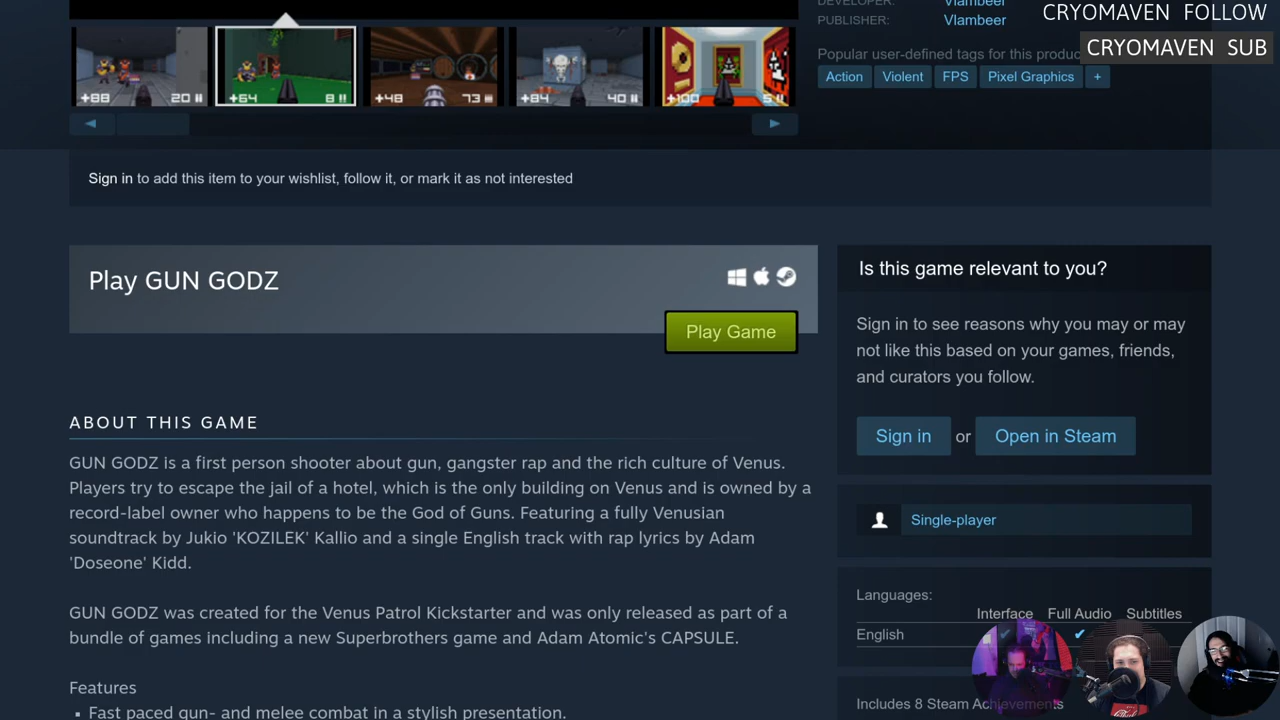 DEVELOPER: Vlambeer
PUBLISHER: Vlambeer
CRYOMAVEN FOLLOW
CRYOMAVEN SUB
Popular user-defined tags for this produc
Action Violent FPS Pixel Graphics +
+88 20
+64 8
+48 73
+84 40
+100 5
Sign in to add this item to your wishlist, follow it, or mark it as not interested
Play GUN GODZ
Play Game
Is this game relevant to you?
Sign in to see reasons why you may or may
not like this based on your games, friends,
and curators you follow.
Sign in or Open in Steam
ABOUT THIS GAME
GUN GODZ is a first person shooter about gun, gangster rap and the rich culture of Venus.
Players try to escape the jail of a hotel, which is the only building on Venus and is owned by a
record-label owner who happens to be the God of Guns. Featuring a fully Venusian
soundtrack by Jukio 'KOZILEK' Kallio and a single English track with rap lyrics by Adam
'Doseone' Kidd.
GUN GODZ was created for the Venus Patrol Kickstarter and was only released as part of a
bundle of games including a new Superbrothers game and Adam Atomic's CAPSULE.
Features
▪ Fast paced gun- and melee combat in a stylish presentation.
Single-player
Languages:
Interface Full Audio Subtitles
English ✔
Includes 8 Steam Achievements